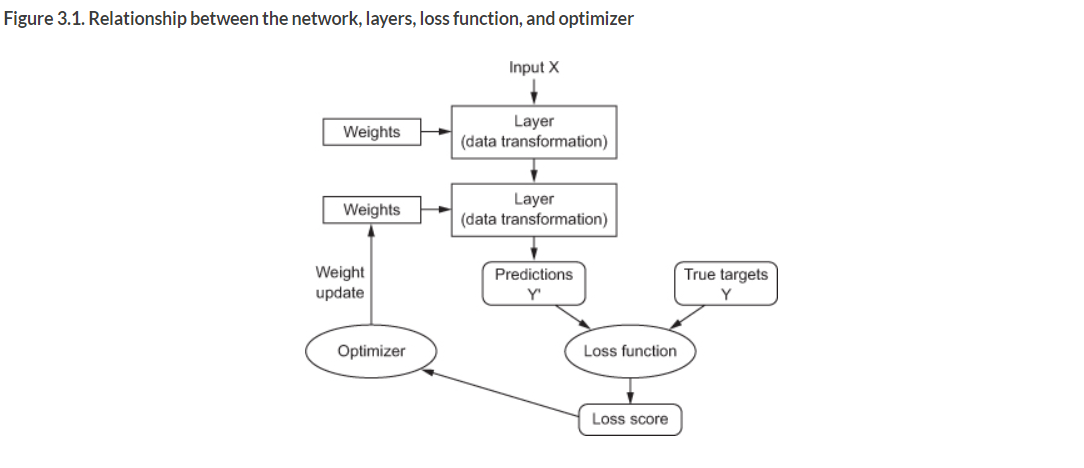 Figure 3.1. Relationship between the network, layers, loss function, and optimizer
Input X
Weights
Layer
(data transformation)
Weights
Layer
(data transformation)
Weight
update
Predictions
Y'
True targets
Y
Optimizer
Loss function
Loss score